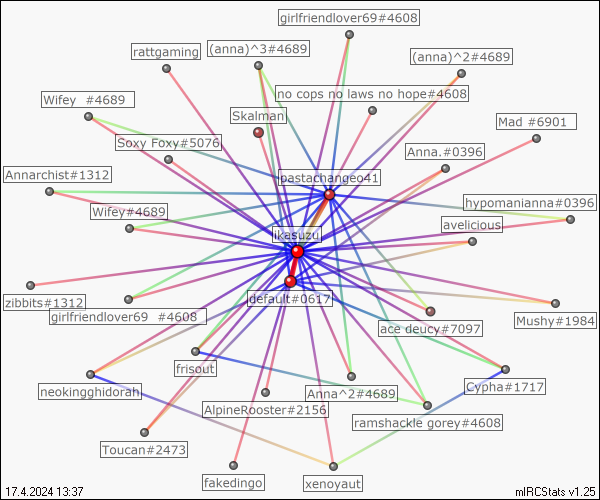 girlfriendlover69#4608
rattgaming
(anna)^3#4689
(anna)^2#4689
no cops no laws no hope#4608
Wifey #4689
Skalman
Mad #6901
Soxy Foxy#5076
Anna.#0396
Annarchist#1312
pastachangeo41
hypomanianna#0396
Wifey#4689
avelicious
ikasuzu
zibbits#1312
default#0617
girlfriendlover69 #4608
ace deucy#7097
Mushy#1984
frisout
neokingghidorah
Anna^2#4689
Cypha#1717
AlpineRooster#2156
ramshackle gorey#4608
Toucan#2473
fakedingo
xenoyaut
17.4.2024 13:37
mIRCStats v1.25